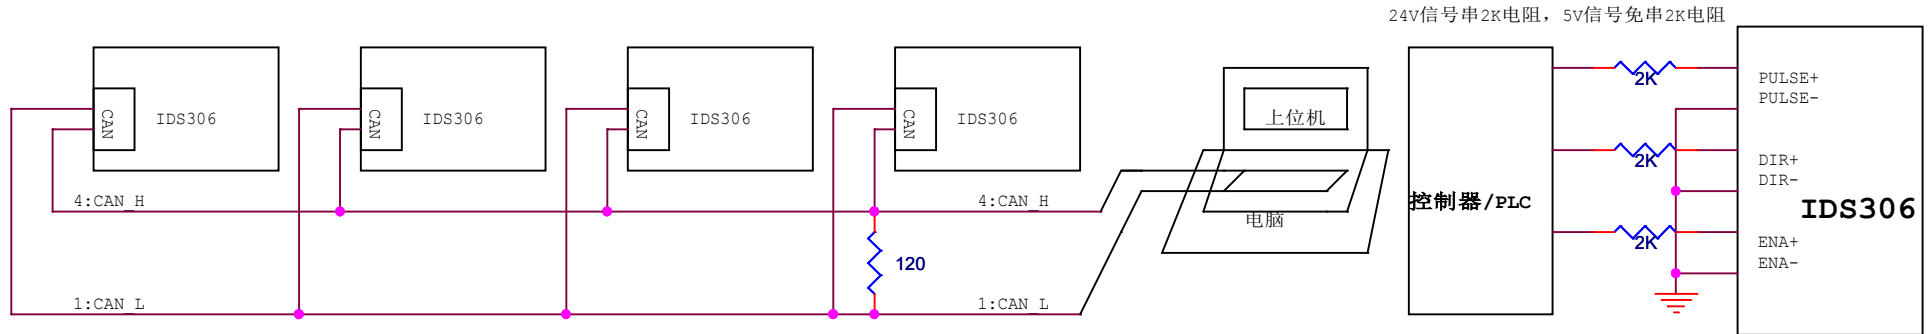 24V信号串2K电阻，5V信号免串2K电阻
CAN
IDS306
CAN
IDS306
CAN
IDS306
CAN
IDS306
4:CAN_H
4:CAN_H
120
1:CAN_L
1:CAN_L
上位机
电脑
控制器/PLC
2K
2K
2K
PULSE+
PULSE-
DIR+
DIR-
ENA+
ENA-
IDS306